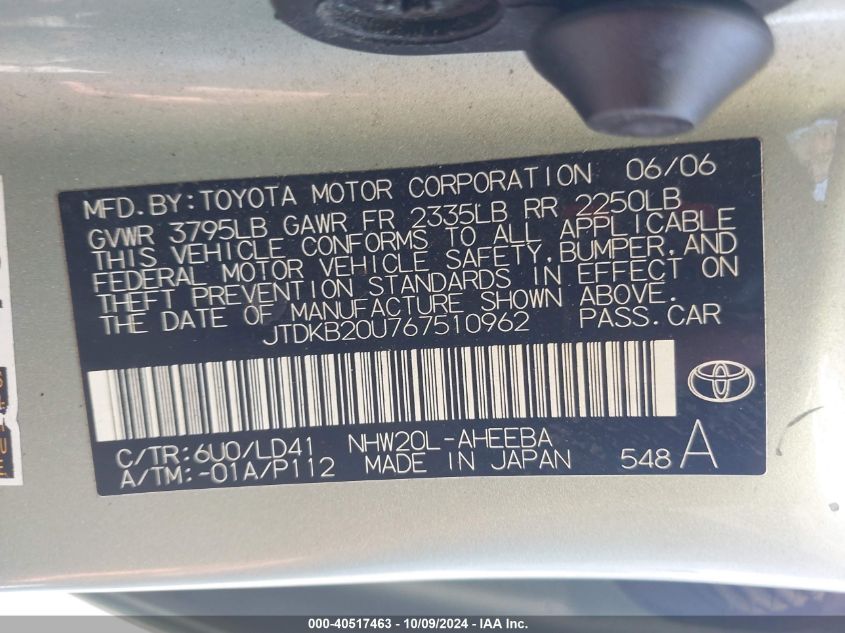 MFD.BY:TOYOTA MOTOR CORPORATION 06/06
GVWR 3795LB GAWR FR 2335LB RR 2250LB
THIS VEHICLE CONFORMS TO ALL APPLICABLE
FEDERAL MOTOR VEHICLE SAFETY,BUMPER,AND
THEFT PREVENTION STANDARDS IN EFFECT ON
THE DATE OF MANUFACTURE SHOWN ABOVE.
JTDKB20U767510962 PASS.CAR
C/TR:6U0/LD41 NHW20L-AHEEBA
A/TM:-01A/P112 MADE IN JAPAN 548 A
000-40517463 - 10/09/2024 - IAA Inc.